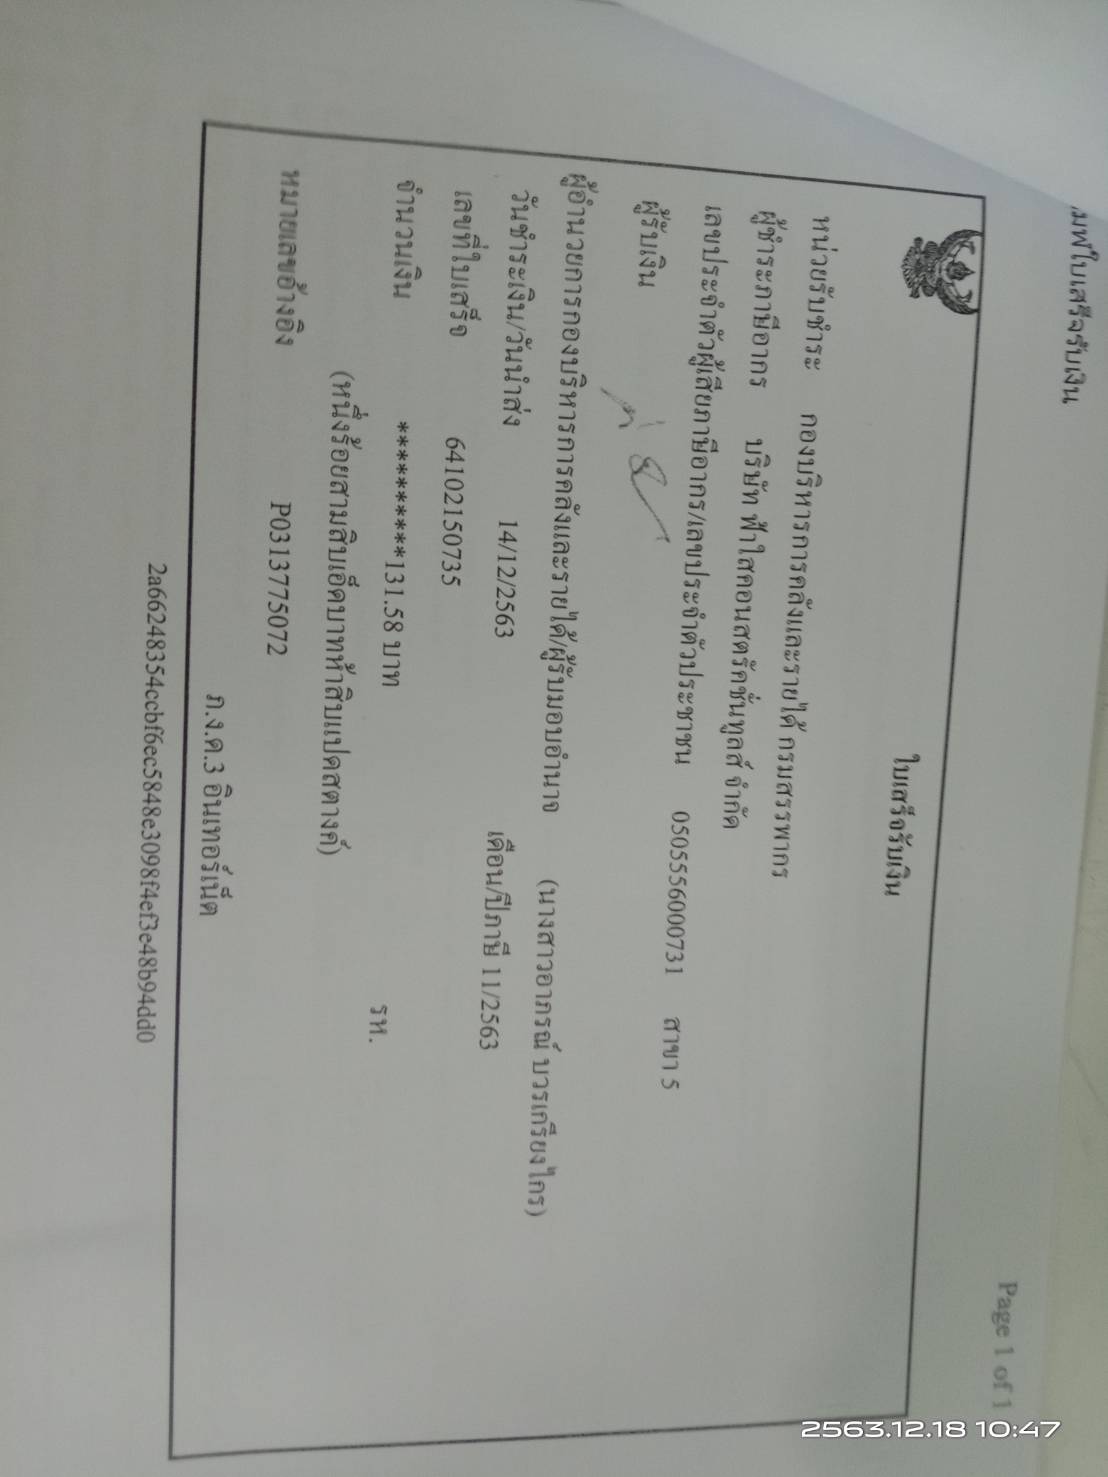 มพ์ใบเสร็จรับเงิน
Page 1 of 1
ใบเสร็จรับเงิน
หน่วยรับชำระ กองบริหารการคลังและรายได้ กรมสรรพากร
ผู้ชำระภาษีอากร บริษัท ฟ้าใสคอนสตรัคชั่นทูลส์ จำกัด
เลขประจำตัวผู้เสียภาษีอากร/เลขประจำตัวประชาชน 0505556000731 สาขา 5
ผู้รับเงิน
ผู้อำนวยการกองบริหารการคลังและรายได้/ผู้รับมอบอำนาจ (นางสาวอาภรณ์ บวรเกรียงไกร)
วันชำระเงิน/วันนำส่ง 14/12/2563 เดือน/ปีภาษี 11/2563
เลขที่ใบเสร็จ 64102150735
จำนวนเงิน **********131.58 บาท รห.
(หนึ่งร้อยสามสิบเอ็ดบาทห้าสิบแปดสตางค์)
หมายเลขอ้างอิง P0313775072
ภ.ง.ด.3 อินเทอร์เน็ต
2a66248354ccbf6ec5848e3098f4ef3e48b94dd0
2563.12.18 10:47